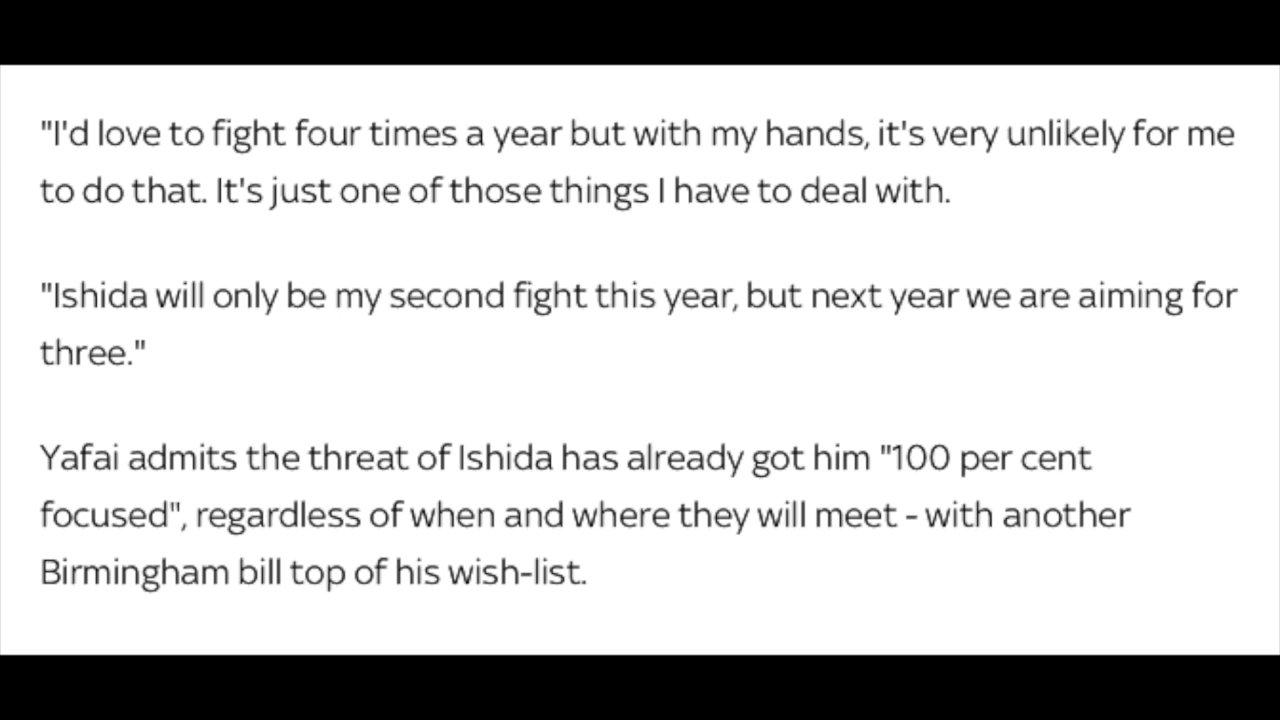 "I'd love to fight four times a year but with my hands, it's very unlikely for me
to do that. It's just one of those things I have to deal with.
"Ishida will only be my second fight this year, but next year we are aiming for
three."
Yafai admits the threat of Ishida has already got him "100 per cent
focused", regardless of when and where they will meet - with another
Birmingham bill top of his wish-list.